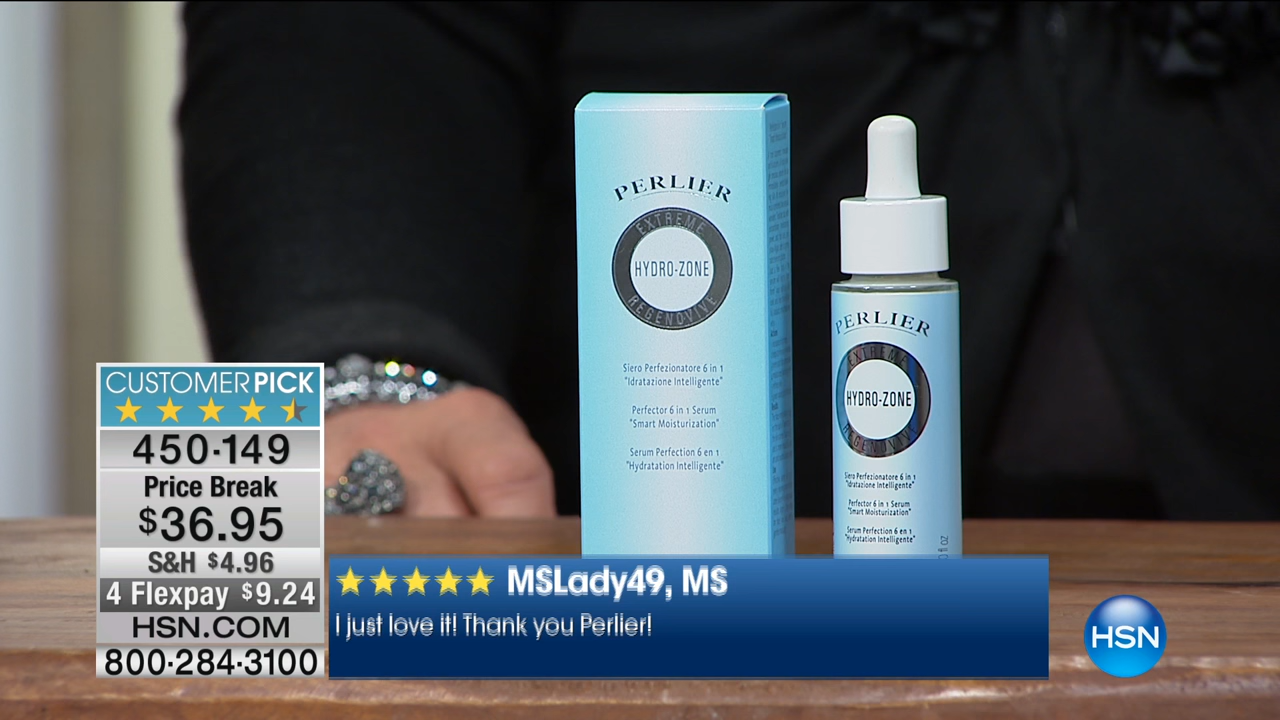 PERLIER
EXTREME
HYDRO-ZONE
REGENOVIVE
Siero Perfezionatore 6 in 1
"Idratazione Intelligente"
Perfector 6 in 1 Serum
"Smart Moisturization"
Serum Perfection 6 en 1
"Hydratation Intelligente"
PERLIER
EXTREME
HYDRO-ZONE
REGENOVIVE
Siero Perfezionatore 6 in 1
"Idratazione Intelligente"
Perfector 6 in 1 Serum
"Smart Moisturization"
Serum Perfection 6 en 1
"Hydratation Intelligente"
CUSTOMER PICK
450·149
Price Break
$36.95
S&H $4.96
4 Flexpay $9.24
HSN.COM
800·284·3100
MSLady49, MS
I just love it! Thank you Perlier!
HSN